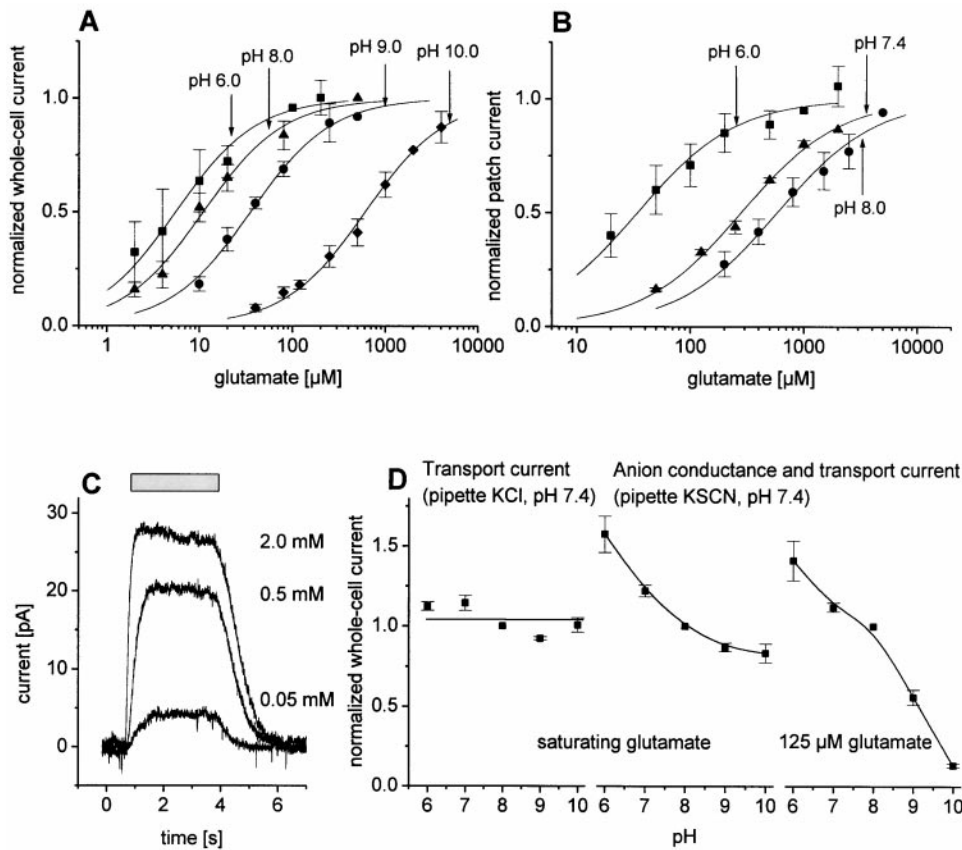 A
normalized whole-cell current
1.0
0.5
0.0
pH 6.0
pH 8.0
pH 9.0
pH 10.0
1
10
100
1000
10000
glutamate [µM]
B
normalized patch current
1.0
0.5
0.0
pH 6.0
pH 7.4
pH 8.0
10
100
1000
10000
glutamate [µM]
C
current [pA]
30
20
10
0
2.0 mM
0.5 mM
0.05 mM
0
2
4
6
time [s]
D
Transport current
(pipette KCl, pH 7.4)
Anion conductance and transport current
(pipette KSCN, pH 7.4)
normalized whole-cell current
1.5
1.0
0.5
0.0
saturating glutamate
125 µM glutamate
6 7 8 9 10
6 7 8 9 10
6 7 8 9 10
pH